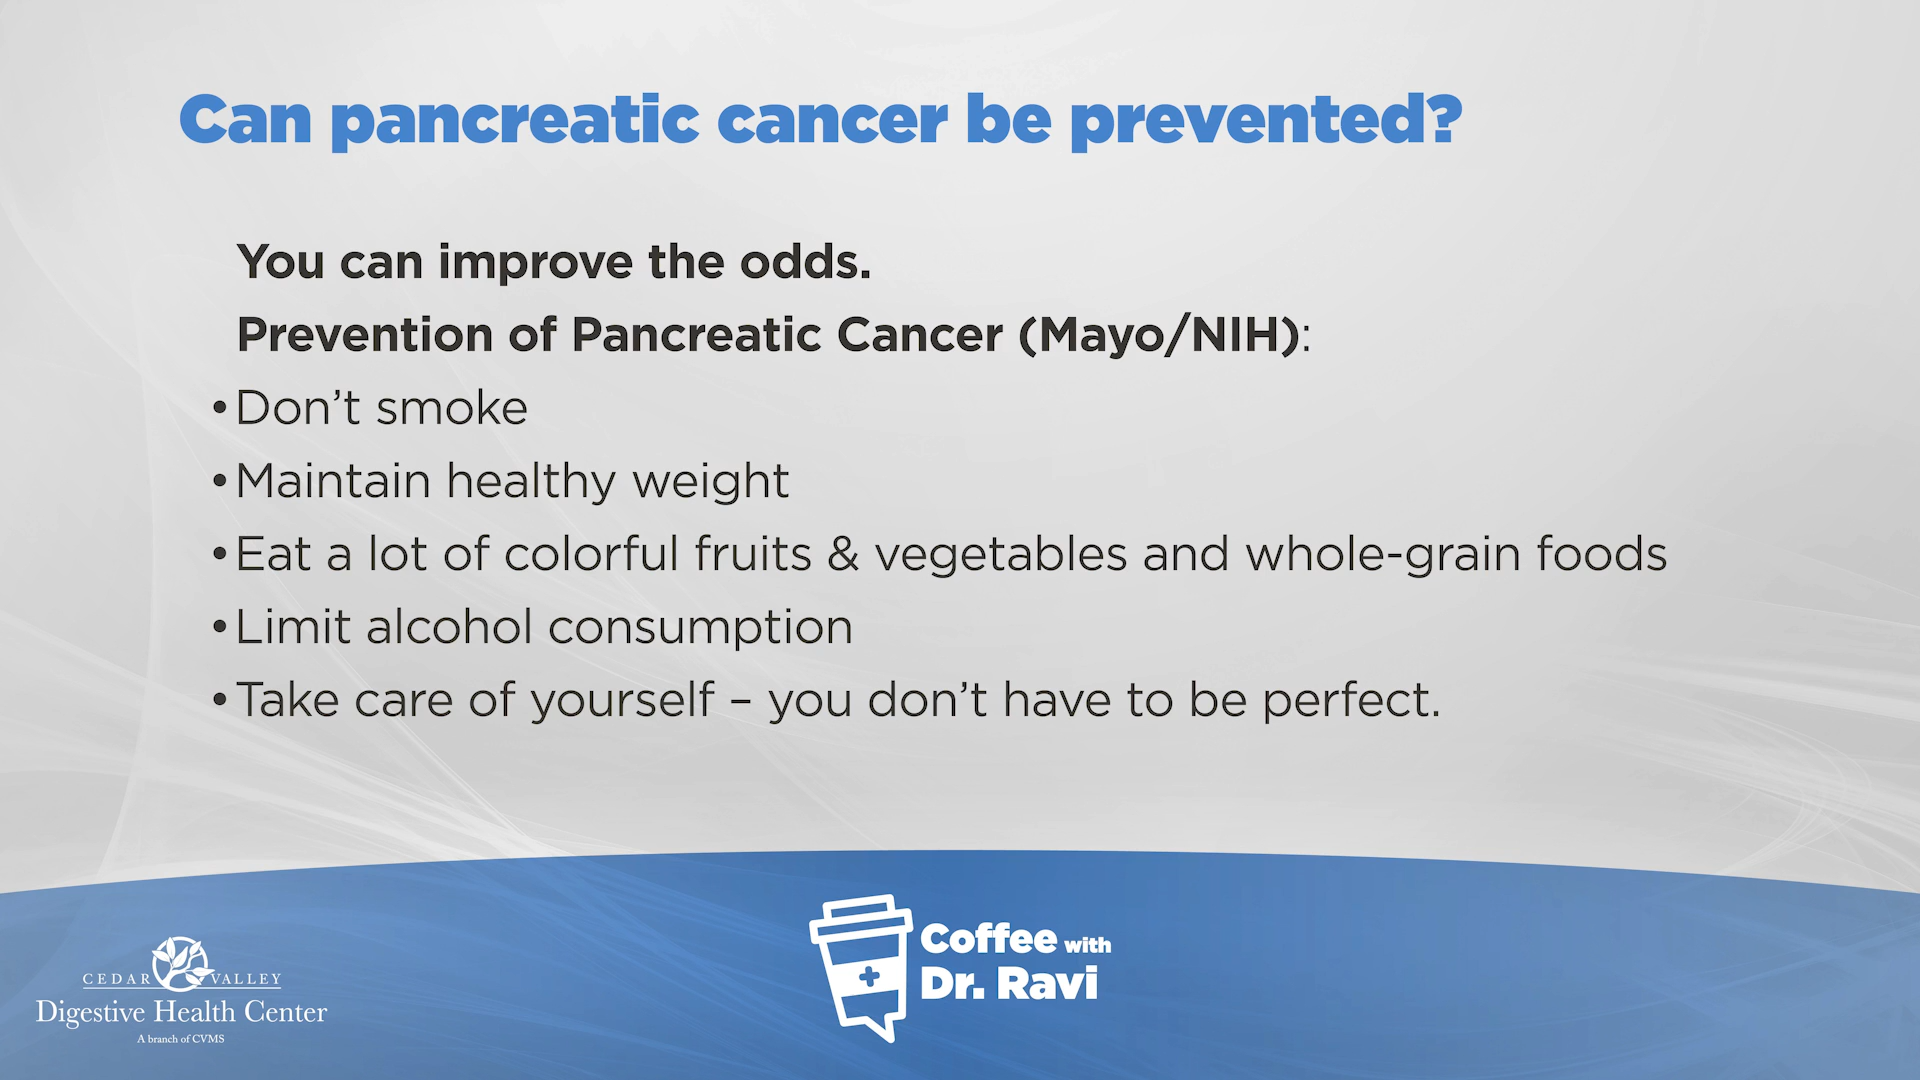 Can pancreatic cancer be prevented?
You can improve the odds.
Prevention of Pancreatic Cancer (Mayo/NIH):
•Don’t smoke
•Maintain healthy weight
•Eat a lot of colorful fruits & vegetables and whole-grain foods
•Limit alcohol consumption
•Take care of yourself – you don’t have to be perfect.
CEDAR VALLEY
Digestive Health Center
A branch of CVMS
Coffee with
Dr. Ravi